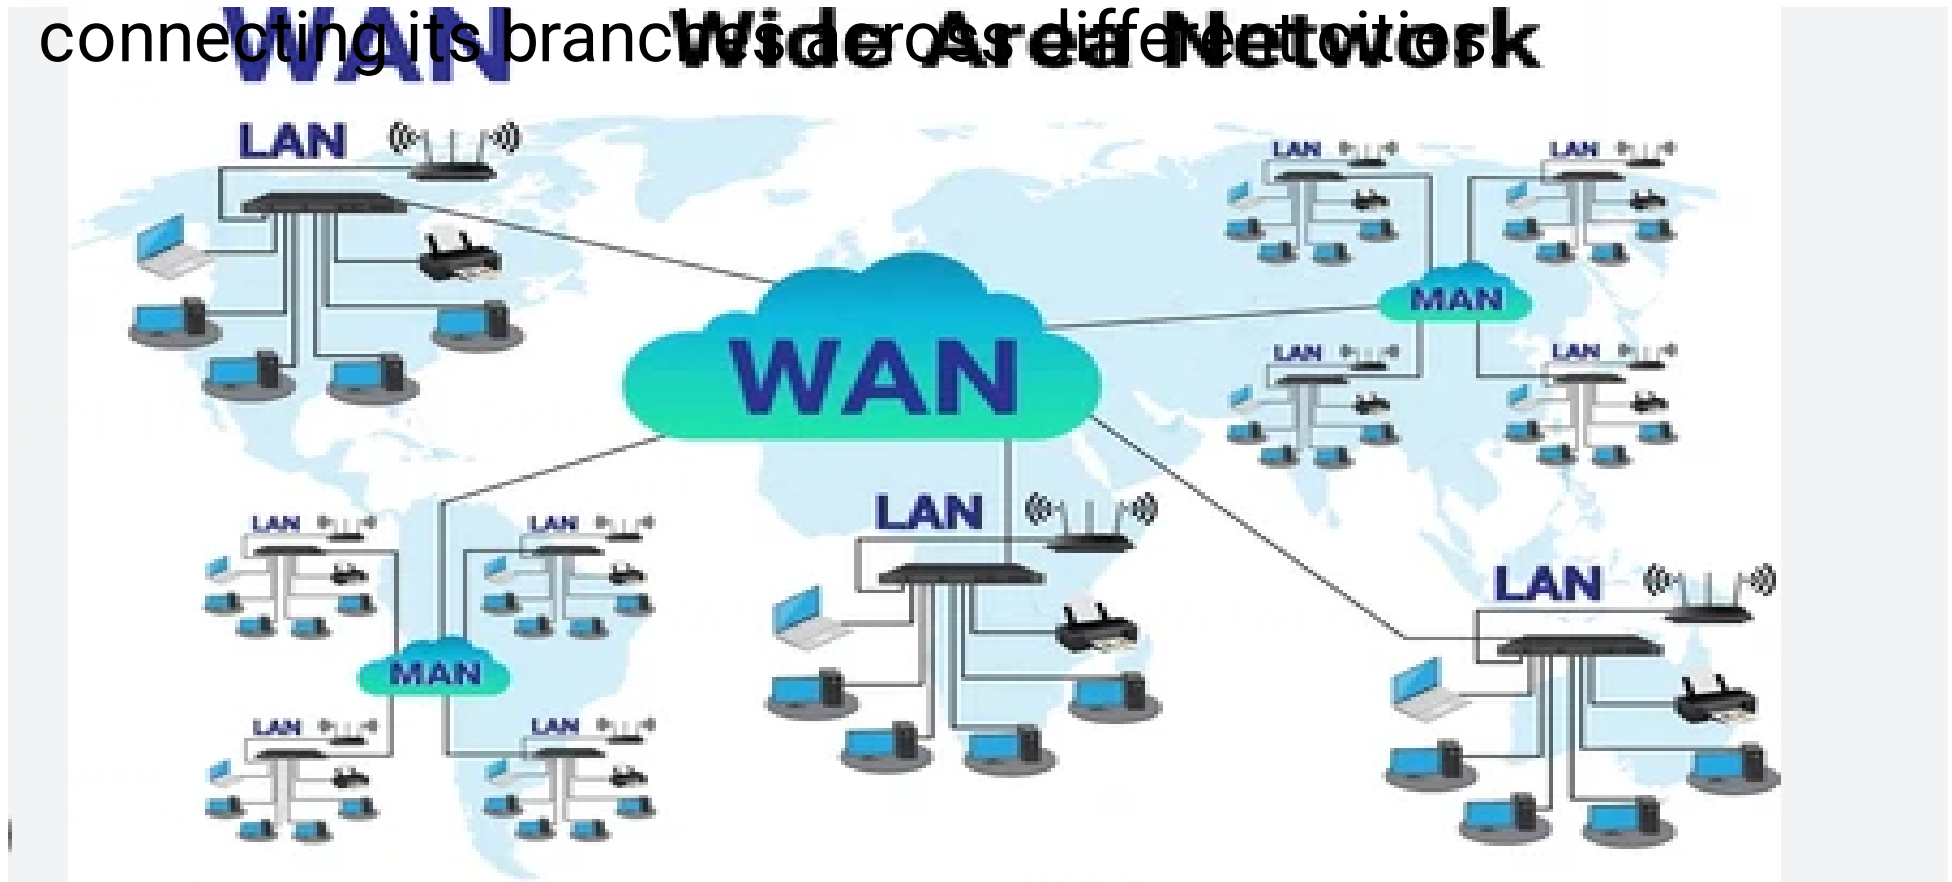 connecting its branches across different cities.
WAN Wide Area Network
LAN
LAN LAN
WAN
MAN
LAN LAN
LAN
LAN LAN
LAN
MAN
LAN LAN